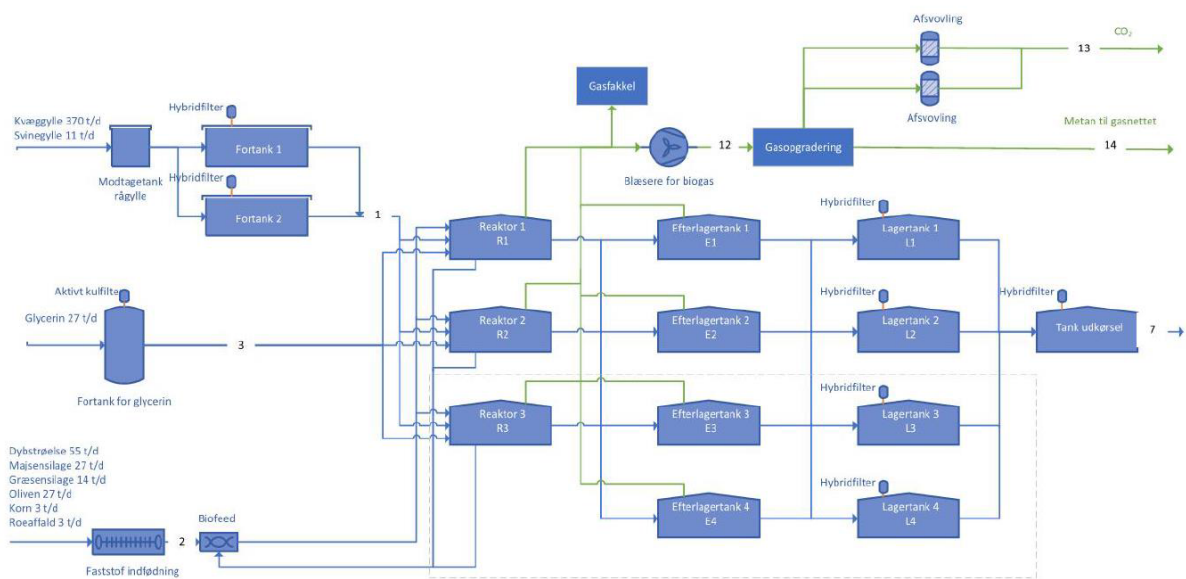 Afsvovling
CO₂
13
Gasfakkel
Hybridfilter
Kvæggylle 370 t/d
Svinegylle 11 t/d
Fortank 1
Afsvovling
Metan til gasnettet
12
Gasopgradering
14
Modtagetank
rågylle
Hybridfilter
Blæsere for biogas
Fortank 2
1
Hybridfilter
Reaktor 1
R1
Efterlagertank 1
E1
Lagertank 1
L1
Aktivt kulfilter
Hybridfilter
Hybridfilter
Glycerin 27 t/d
3
Reaktor 2
R2
Efterlagertank 2
E2
Lagertank 2
L2
Tank udkørsel
7
Fortank for glycerin
Hybridfilter
Reaktor 3
R3
Efterlagertank 3
E3
Lagertank 3
L3
Dybstrøelse 55 t/d
Majsensilage 27 t/d
Græsensilage 14 t/d
Oliven 27 t/d
Korn 3 t/d
Roeaffald 3 t/d
Hybridfilter
Biofeed
2
Efterlagertank 4
E4
Lagertank 4
L4
Faststof indfødning